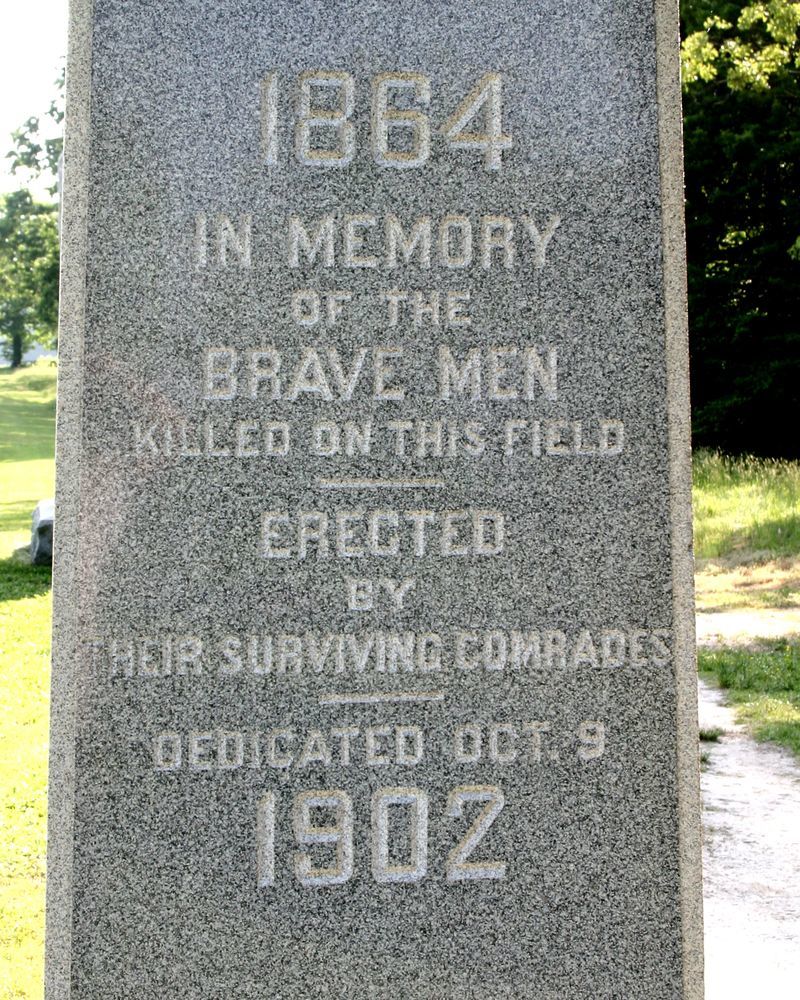 1864
IN MEMORY
OF THE
BRAVE MEN
KILLED ON THIS FIELD
ERECTED
BY
THEIR SURVIVING COMRADES
DEDICATED OCT. 9
1902